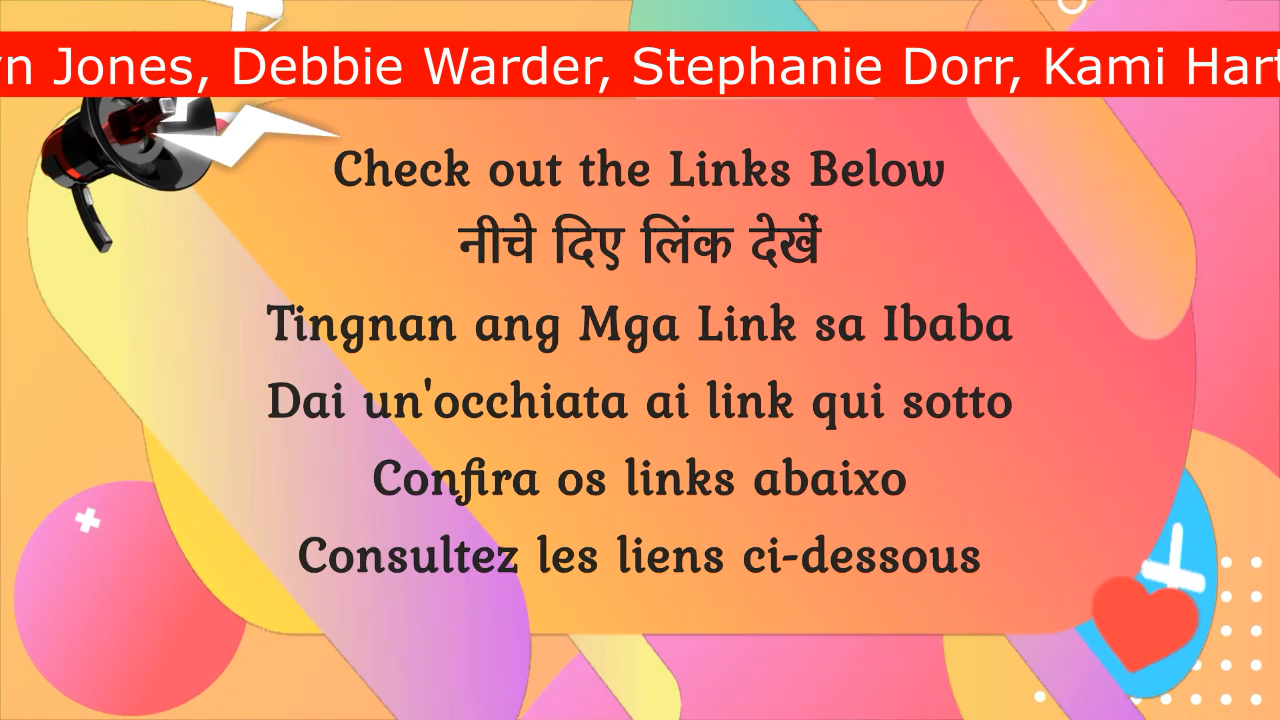 Jones, Debbie Warder, Stephanie Dorr, Kami
Check out the Links Below
नीचे दिए लिंक देखें
Tingnan ang Mga Link sa Ibaba
Dai un'occhiata ai link qui sotto
Confira os links abaixo
Consultez les liens ci-dessous